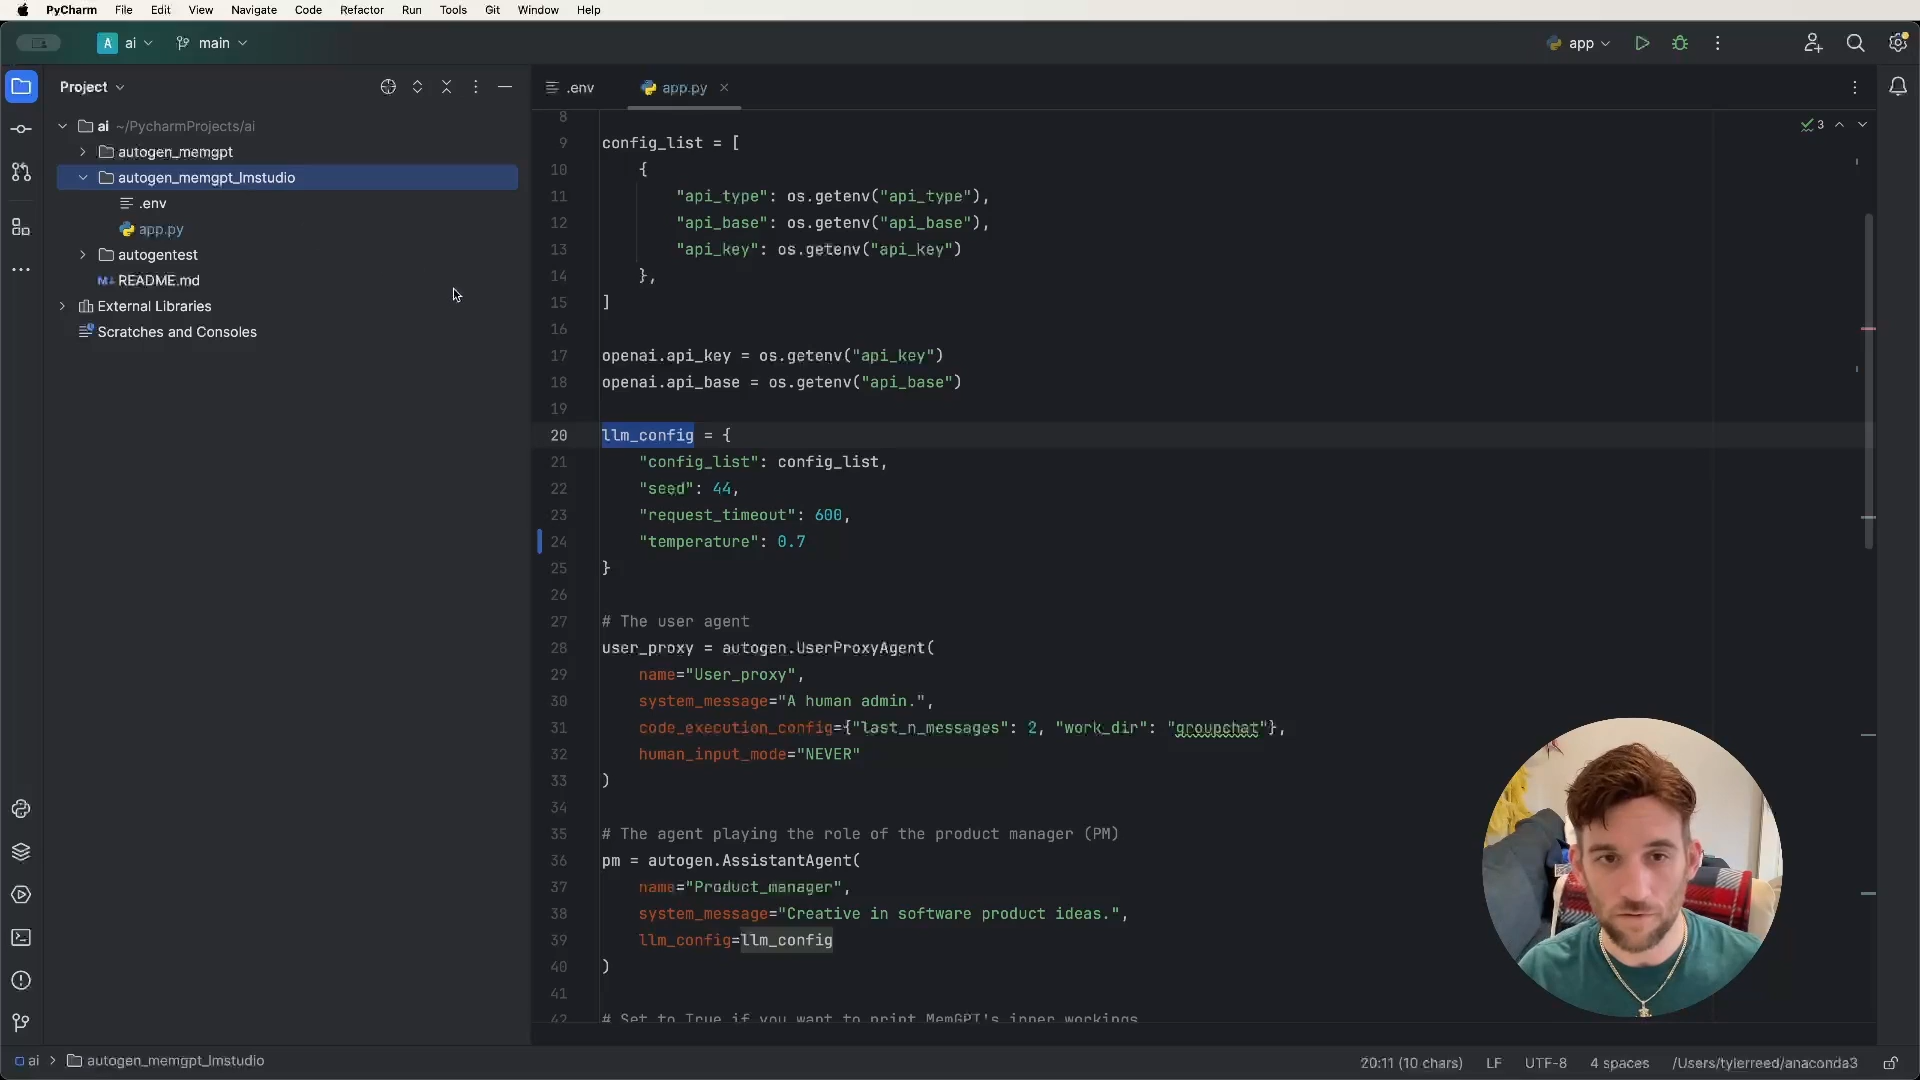 PyCharm File Edit View Navigate Code Refactor Run Tools Git Window Help
A ai main app
Project
ai ~/PycharmProjects/ai
autogen_memgpt
autogen_memgpt_lmstudio
.env
app.py
autogentest
README.md
External Libraries
Scratches and Consoles
.env app.py
3
8
9 config_list = [
10 {
11 "api_type": os.getenv("api_type"),
12 "api_base": os.getenv("api_base"),
13 "api_key": os.getenv("api_key")
14 },
15 ]
16
17 openai.api_key = os.getenv("api_key")
18 openai.api_base = os.getenv("api_base")
19
20 llm_config = {
21 "config_list": config_list,
22 "seed": 44,
23 "request_timeout": 600,
24 "temperature": 0.7
25 }
26
27 # The user agent
28 user_proxy = autogen.UserProxyAgent(
29 name="User_proxy",
30 system_message="A human admin.",
31 code_execution_config={"last_n_messages": 2, "work_dir": "groupchat"},
32 human_input_mode="NEVER"
33 )
34
35 # The agent playing the role of the product manager (PM)
36 pm = autogen.AssistantAgent(
37 name="Product_manager",
38 system_message="Creative in software product ideas.",
39 llm_config=llm_config
40 )
41
42 # Set to True if you want to print MemGPT's inner workings
ai > autogen_memgpt_lmstudio
20:11 (10 chars) LF UTF-8 4 spaces /Users/tylerreed/anaconda3